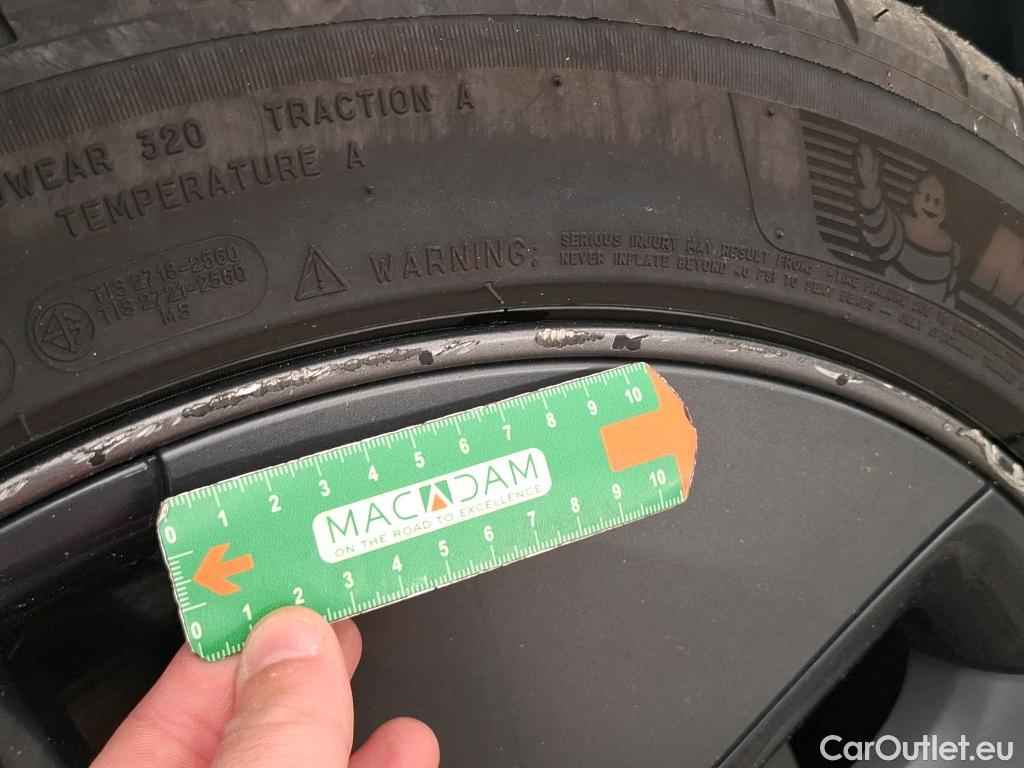 WEAR 320 TRACTION A
TEMPERATURE A
TIS 2718-2560
TIS 2721-2560
MS
WARNING:
SERIOUS INJURY MAY RESULT FROM:
NEVER INFLATE BEYOND 40 PSI TO SEAT BEADS - ONLY
0 1 2 3 4 5 6 7 8 9 10
MACADAM
ON THE ROAD TO EXCELLENCE
0 1 2 3 4 5 6 7 8 9 10
CarOutlet.eu